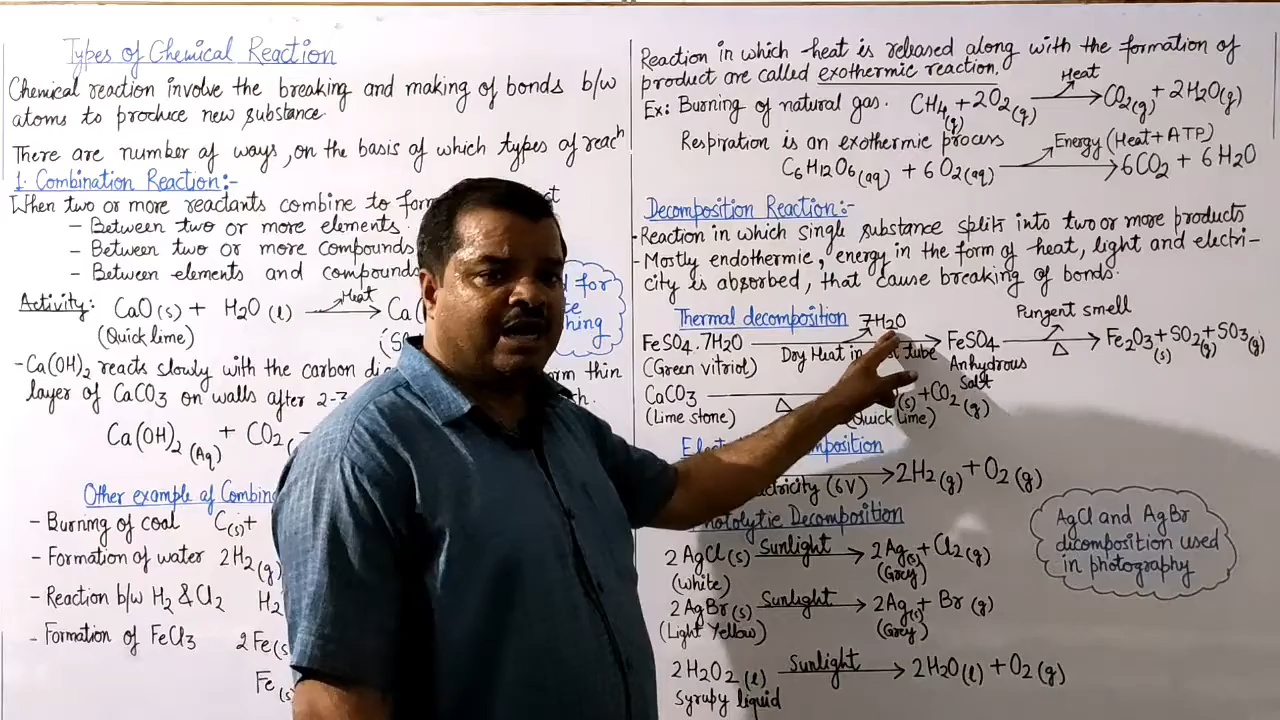 Types of Chemical Reaction
Chemical reaction involve the breaking and making of bonds b/w
atoms to produce new substance.
There are number of ways, on the basis of which types of reacⁿ
1. Combination Reaction:-
When two or more reactants combine to
- Between two or more elements.
- Between two or more compounds
- Between elements and compounds
Activity: CaO(s) + H2O(l) Heat →
(Quick lime)
for
- Ca(OH)2 reacts slowly with the carbon thin
layer of CaCO3 on walls after 2-3
Ca(OH)2 (Aq) + CO2
Other example of
- Burning of coal C(s) +
- Formation of water 2H2(g)
- Reaction b/w H2 & Cl2 H2
- Formation of FeCl3 2Fe(s
Fe(s)
Reaction in which heat is released along with the formation of
product are called exothermic reaction.
Ex: Burning of natural gas. CH4(g) + 2O2(g) Heat → CO2(g) + 2H2O(g)
Respiration is an exothermic process
C6H12O6(aq) + 6O2(aq) Energy (Heat + ATP) → 6CO2 + 6H2O
Decomposition Reaction:-
- Reaction in which single substance splits into two or more products
- Mostly endothermic, energy in the form of heat, light and electri-
city is absorbed, that cause breaking of bonds.
Thermal decomposition 7H2O Pungent smell
FeSO4.7H2O → FeSO4 → Δ Fe2O3(s) + SO2(g) + SO3(g)
(Green vitriol) Dry Heat in tube Anhydrous
Salt
CaCO3 Δ (s) + CO2(g)
(Lime stone) (Quick lime)
(6V) → 2H2(g) + O2(g)
Photolytic Decomposition
2AgCl(s) Sunlight → 2Ag(s) + Cl2(g)
(White) (Grey)
2AgBr(s) Sunlight → 2Ag(s) + Br(g)
(Light Yellow) (Grey)
2H2O2(l) Sunlight → 2H2O(l) + O2(g)
Syrupy liquid
AgCl and AgBr
dicomposition used
in photography